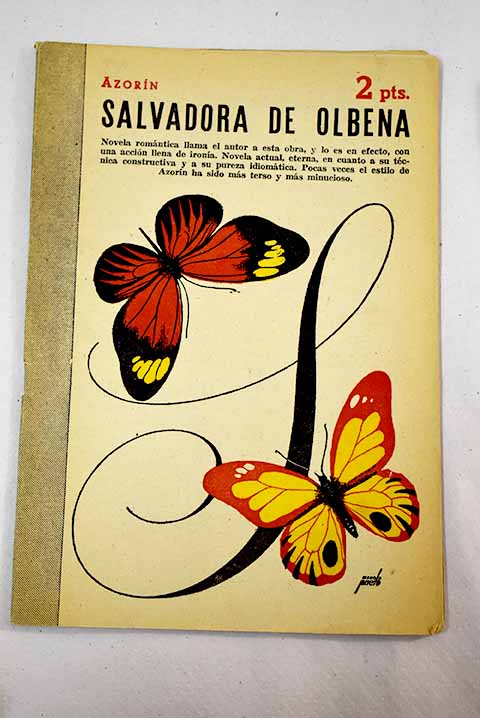 AZORÍN
2 pts.
SALVADORA DE OLBENA
Novela romántica llama el autor a esta obra, y lo es en efecto, con
una acción llena de ironía. Novela actual, eterna, en cuanto a su téc-
nica constructiva y a su pureza idiomática. Pocas veces el estilo de
Azorín ha sido más terso y más minucioso.
S